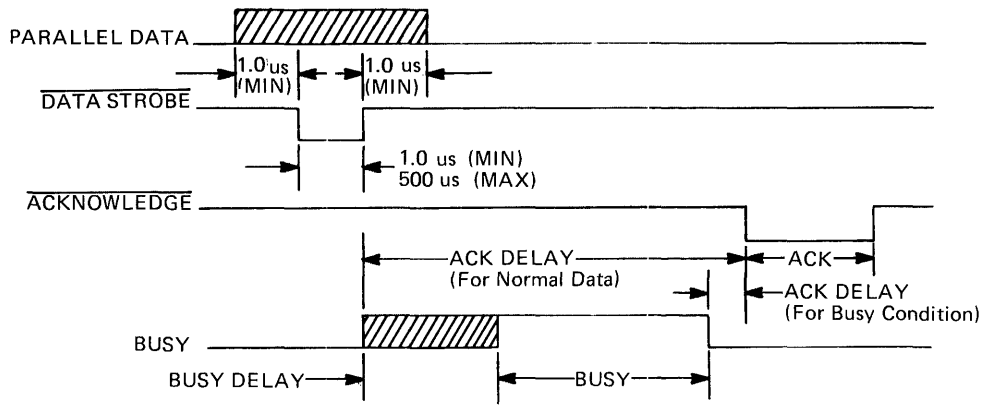 PARALLEL DATA
1.0 us
(MIN)
1.0 us
(MIN)
DATA STROBE
1.0 us (MIN)
500 us (MAX)
ACKNOWLEDGE
ACK DELAY
(For Normal Data)
ACK
ACK DELAY
(For Busy Condition)
BUSY
BUSY DELAY
BUSY